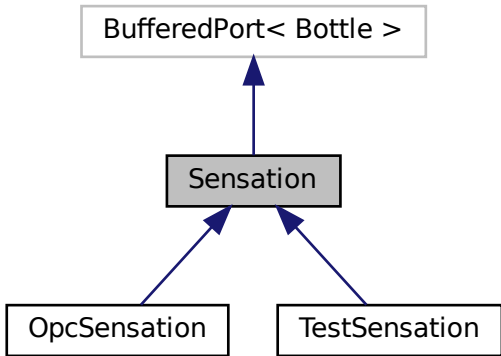 BufferedPort< Bottle >
Sensation
OpcSensation
TestSensation